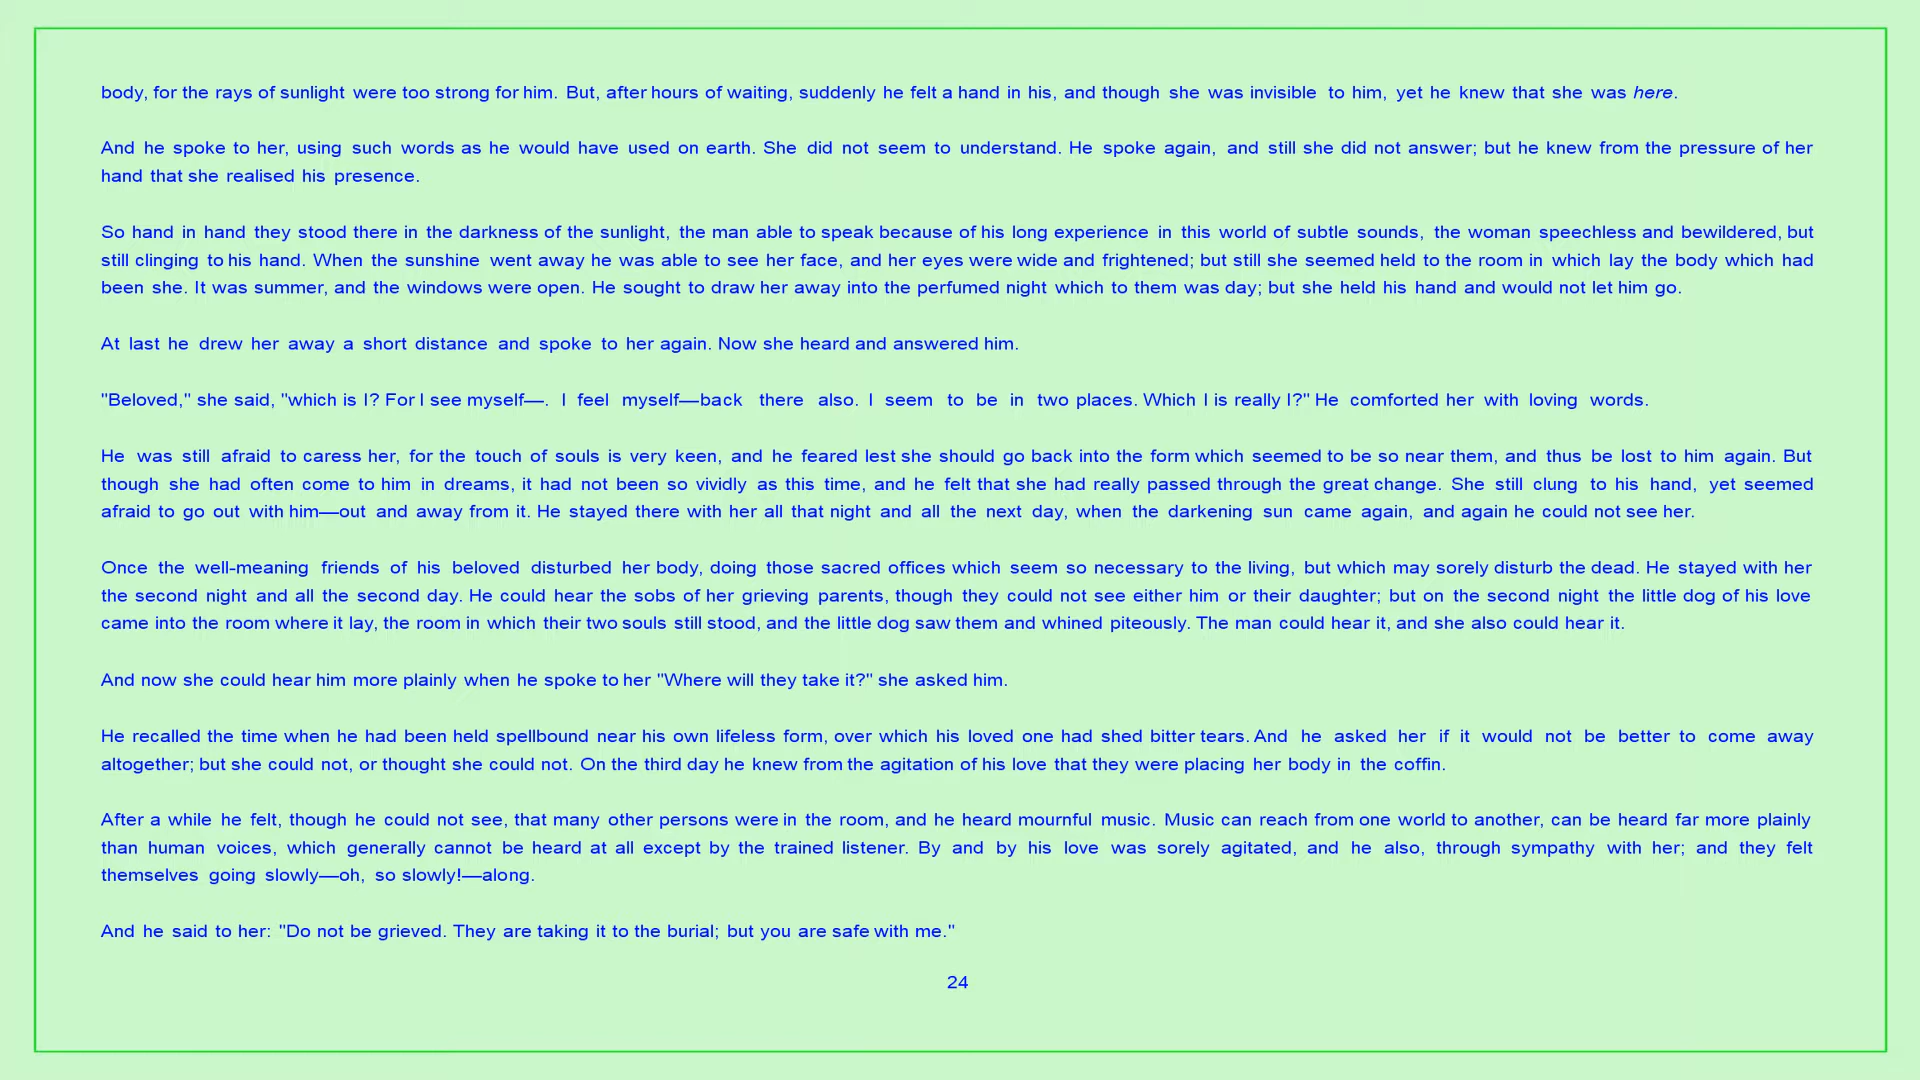 body, for the rays of sunlight were too strong for him. But, after hours of waiting, suddenly he felt a hand in his, and though she was invisible to him, yet he knew that she was here.
And he spoke to her, using such words as he would have used on earth. She did not seem to understand. He spoke again, and still she did not answer; but he knew from the pressure of her
hand that she realised his presence.
So hand in hand they stood there in the darkness of the sunlight, the man able to speak because of his long experience in this world of subtle sounds, the woman speechless and bewildered, but
still clinging to his hand. When the sunshine went away he was able to see her face, and her eyes were wide and frightened; but still she seemed held to the room in which lay the body which had
been she. It was summer, and the windows were open. He sought to draw her away into the perfumed night which to them was day; but she held his hand and would not let him go.
At last he drew her away a short distance and spoke to her again. Now she heard and answered him.
"Beloved," she said, "which is I? For I see myself—. I feel myself—back there also. I seem to be in two places. Which I is really I?" He comforted her with loving words.
He was still afraid to caress her, for the touch of souls is very keen, and he feared lest she should go back into the form which seemed to be so near them, and thus be lost to him again. But
though she had often come to him in dreams, it had not been so vividly as this time, and he felt that she had really passed through the great change. She still clung to his hand, yet seemed
afraid to go out with him—out and away from it. He stayed there with her all that night and all the next day, when the darkening sun came again, and again he could not see her.
Once the well-meaning friends of his beloved disturbed her body, doing those sacred offices which seem so necessary to the living, but which may sorely disturb the dead. He stayed with her
the second night and all the second day. He could hear the sobs of her grieving parents, though they could not see either him or their daughter; but on the second night the little dog of his love
came into the room where it lay, the room in which their two souls still stood, and the little dog saw them and whined piteously. The man could hear it, and she also could hear it.
And now she could hear him more plainly when he spoke to her "Where will they take it?" she asked him.
He recalled the time when he had been held spellbound near his own lifeless form, over which his loved one had shed bitter tears. And he asked her if it would not be better to come away
altogether; but she could not, or thought she could not. On the third day he knew from the agitation of his love that they were placing her body in the coffin.
After a while he felt, though he could not see, that many other persons were in the room, and he heard mournful music. Music can reach from one world to another, can be heard far more plainly
than human voices, which generally cannot be heard at all except by the trained listener. By and by his love was sorely agitated, and he also, through sympathy with her; and they felt
themselves going slowly—oh, so slowly!—along.
And he said to her: "Do not be grieved. They are taking it to the burial; but you are safe with me."
24